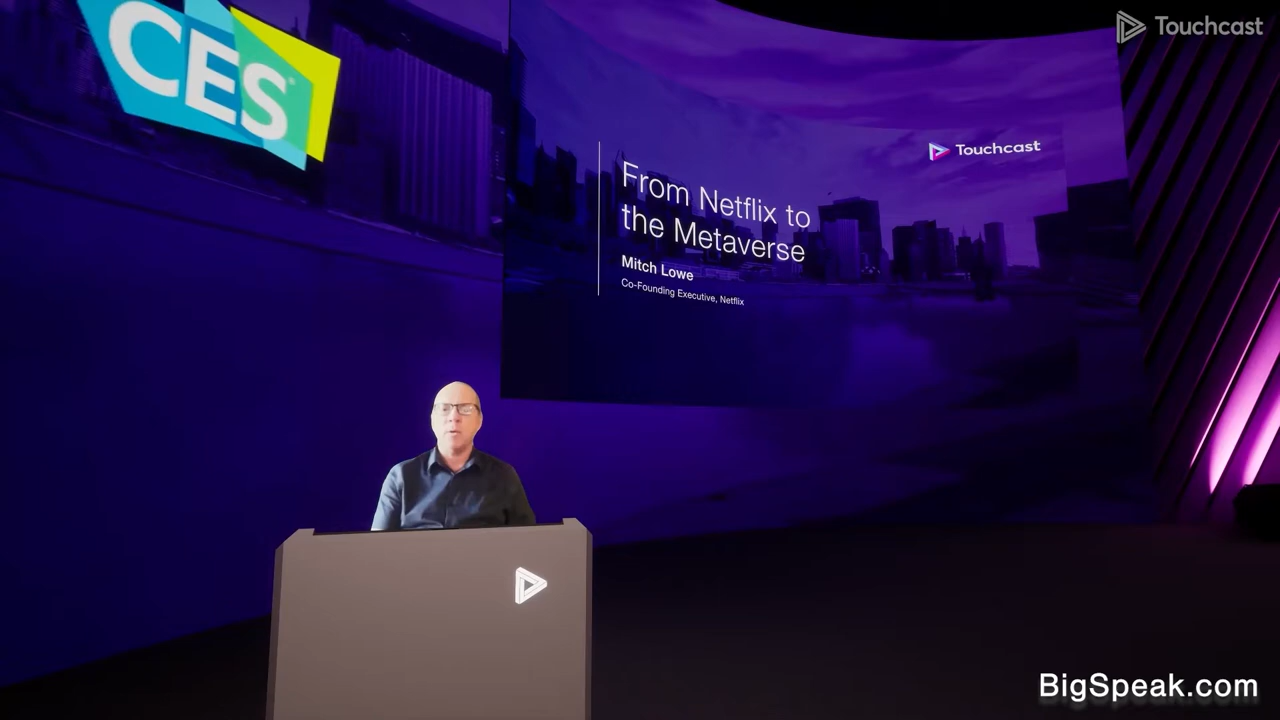 CES®
Touchcast
Touchcast
From Netflix to
the Metaverse
Mitch Lowe
Co-Founding Executive, Netflix
BigSpeak.com